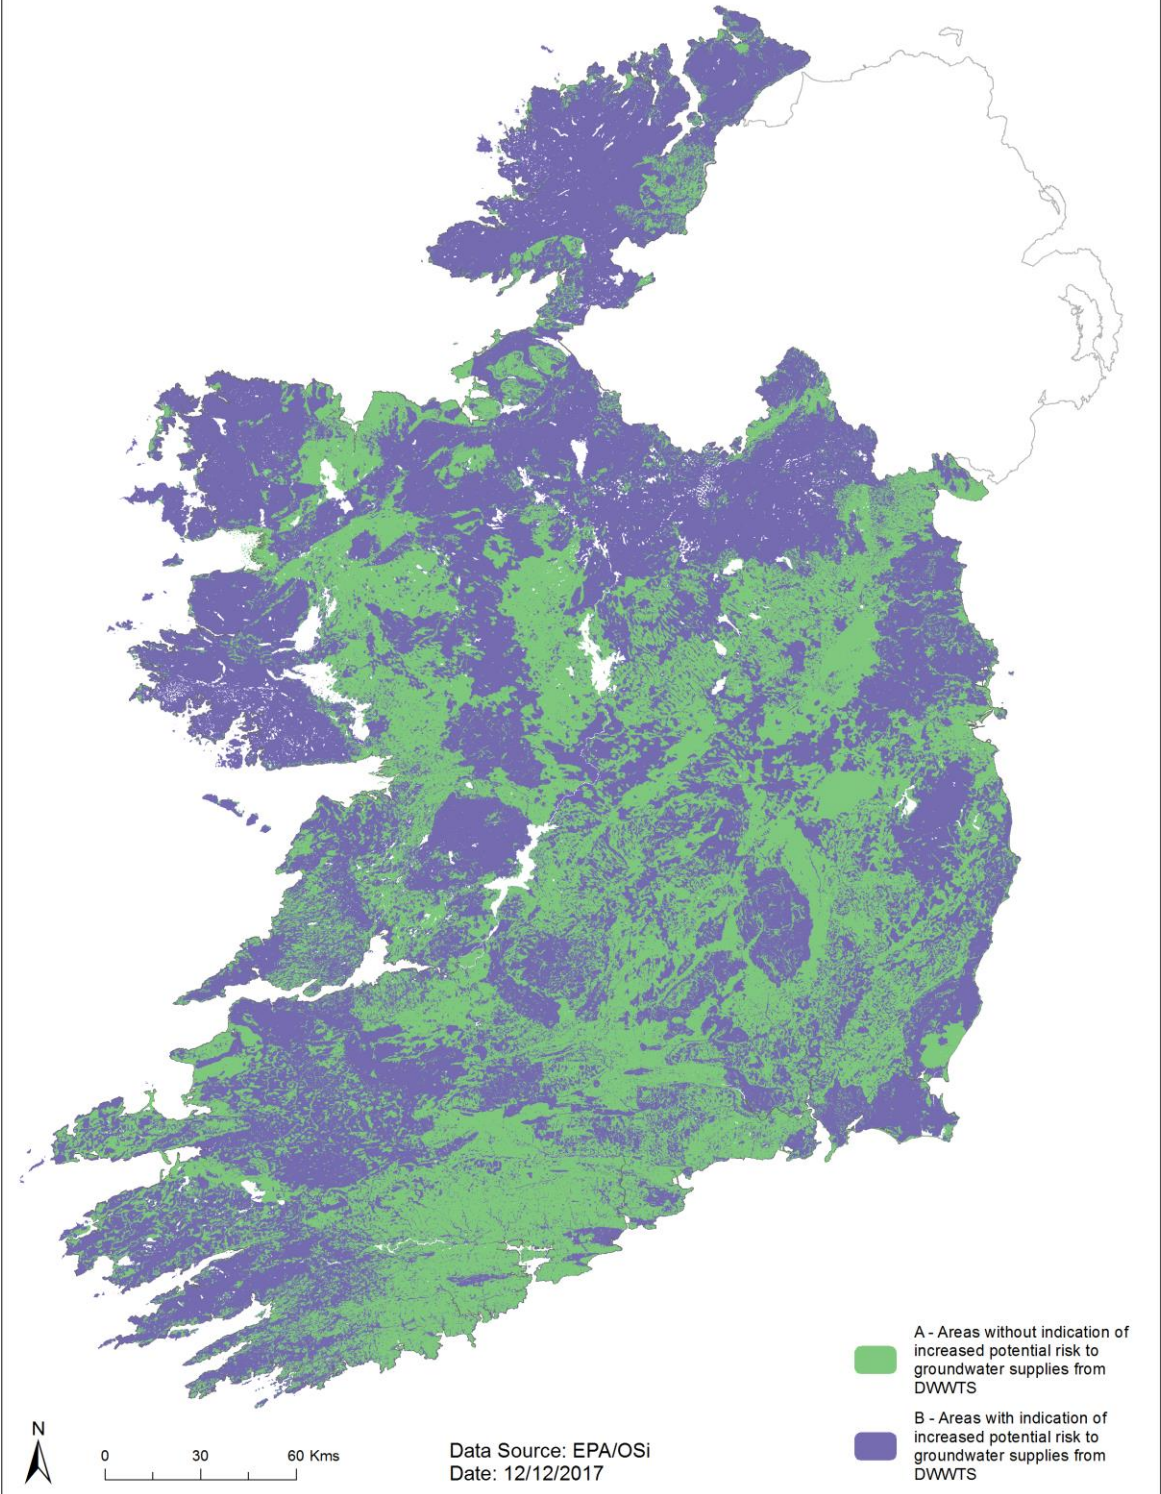 A - Areas without indication of
increased potential risk to
groundwater supplies from
DWWTS
B - Areas with indication of
increased potential risk to
groundwater supplies from
DWWTS
N
0 30 60 Kms
Data Source: EPA/OSi
Date: 12/12/2017